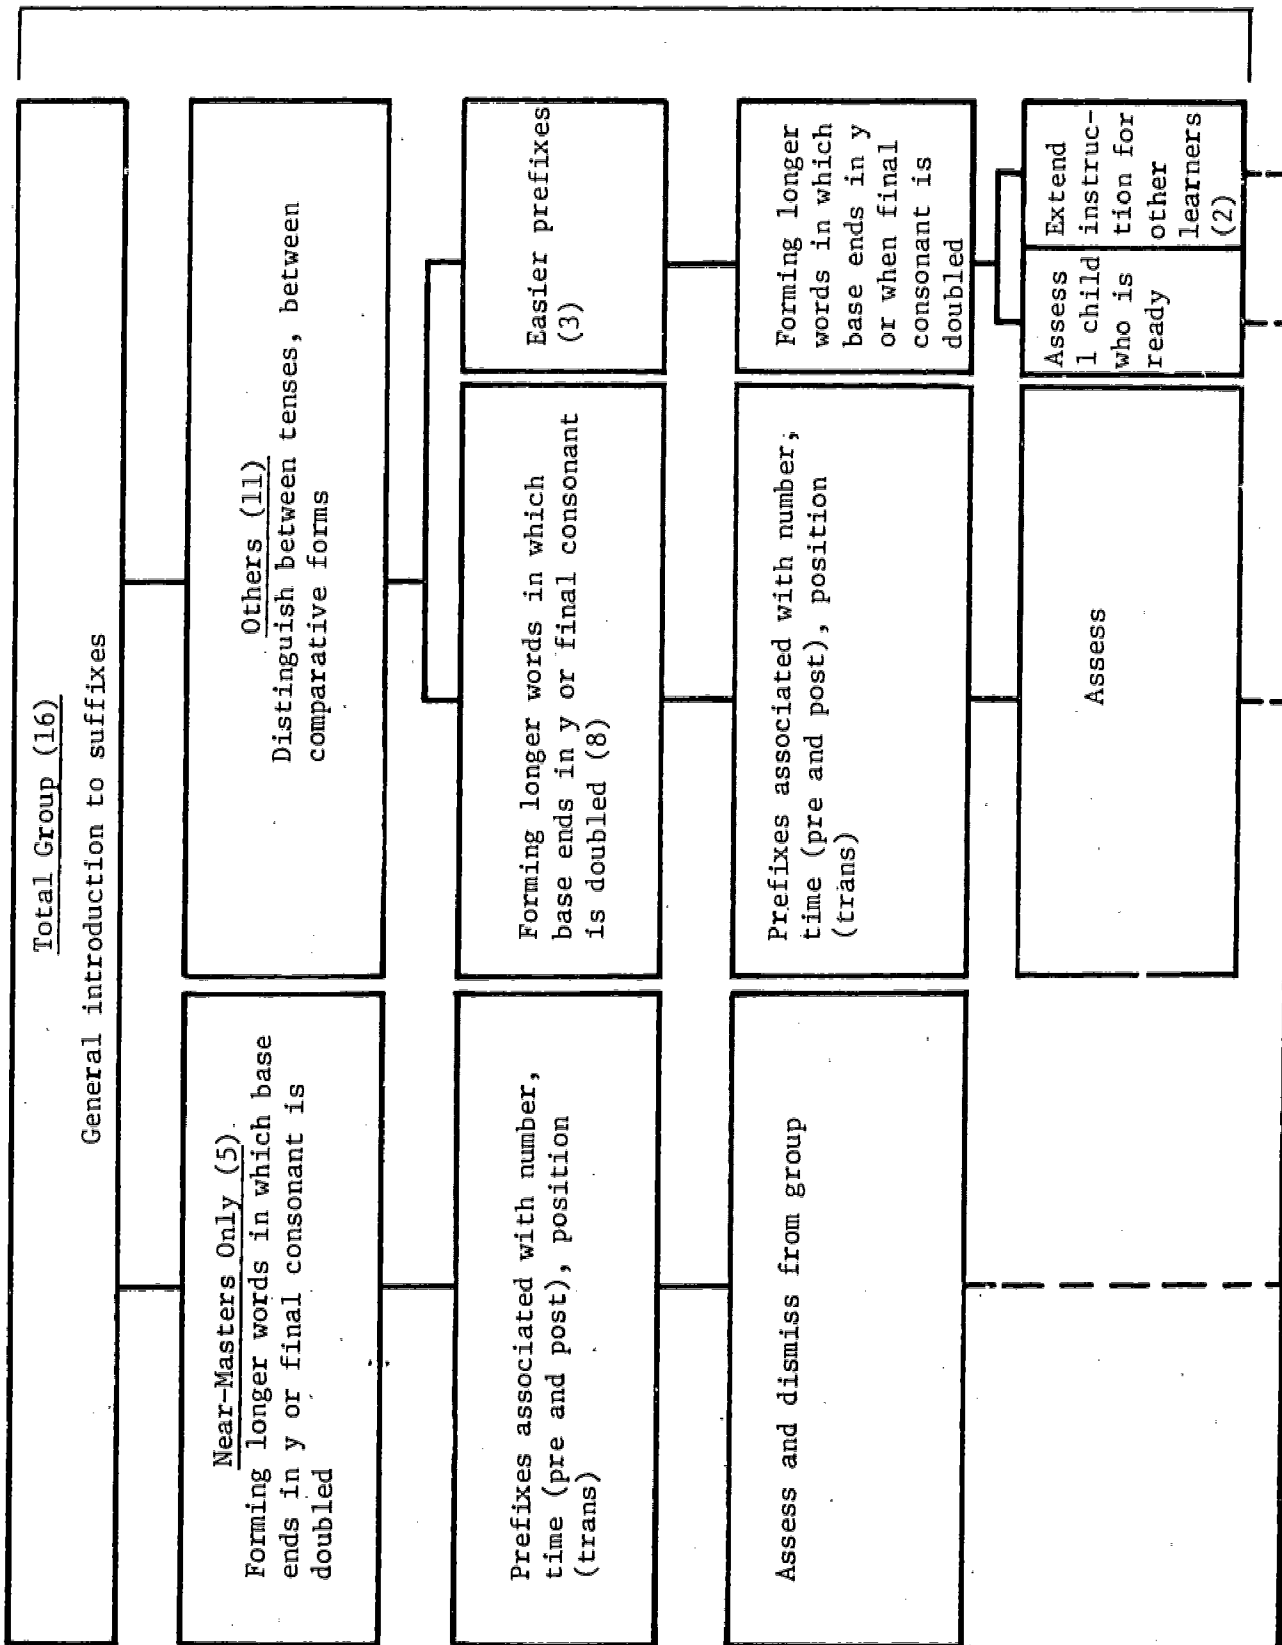 Total Group (16)
General introduction to suffixes
Near-Masters Only (5).
Forming longer words in which base
ends in y or final consonant is
doubled
Others (11)
Distinguish between tenses, between
comparative forms
Prefixes associated with number,
time (pre and post), position
(trans)
Forming longer words in which
base ends in y or final consonant
is doubled (8)
Easier prefixes
(3)
Assess and dismiss from group
Prefixes associated with number,
time (pre and post), position
(trans)
Forming longer
words in which
base ends in y
or when final
consonant is
doubled
Assess
Assess
1 child
who is
ready
Extend
instruc-
tion for
other
learners
(2)